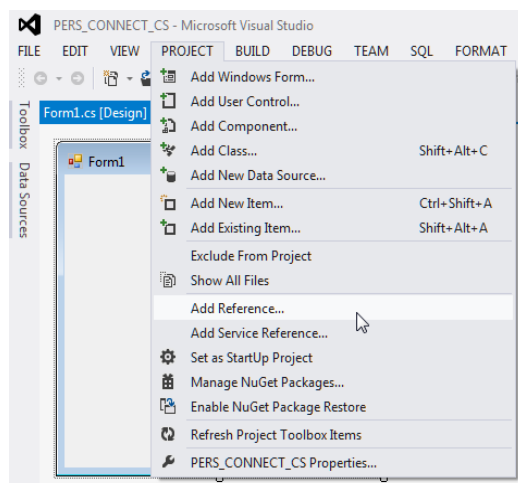 PERS_CONNECT_CS - Microsoft Visual Studio
FILE EDIT VIEW PROJECT BUILD DEBUG TEAM SQL FORMAT
Toolbox
Data Sources
Form1.cs [Design]
Form1
Add Windows Form...
Add User Control...
Add Component...
Add Class... Shift+Alt+C
Add New Data Source...
Add New Item... Ctrl+Shift+A
Add Existing Item... Shift+Alt+A
Exclude From Project
Show All Files
Add Reference...
Add Service Reference...
Set as StartUp Project
Manage NuGet Packages...
Enable NuGet Package Restore
Refresh Project Toolbox Items
PERS_CONNECT_CS Properties...